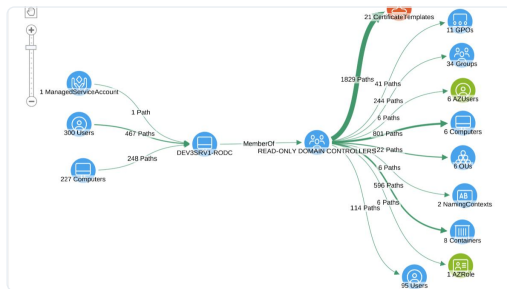 21 CertificateTemplates
11 GPOs
1829 Paths
41 Paths
34 Groups
1 ManagedServiceAccount
244 Paths
1 Path
6 Paths
6 AZUsers
300 Users
467 Paths
801 Paths
6 Computers
MemberOf
DEV35RV1-RODC
READ-ONLY DOMAIN CONTROLLERS
22 Paths
248 Paths
6 OUs
227 Computers
6 Paths
AB
596 Paths
2 NamingContexts
6 Paths
114 Paths
8 Containers
1 AZRole
95 Users